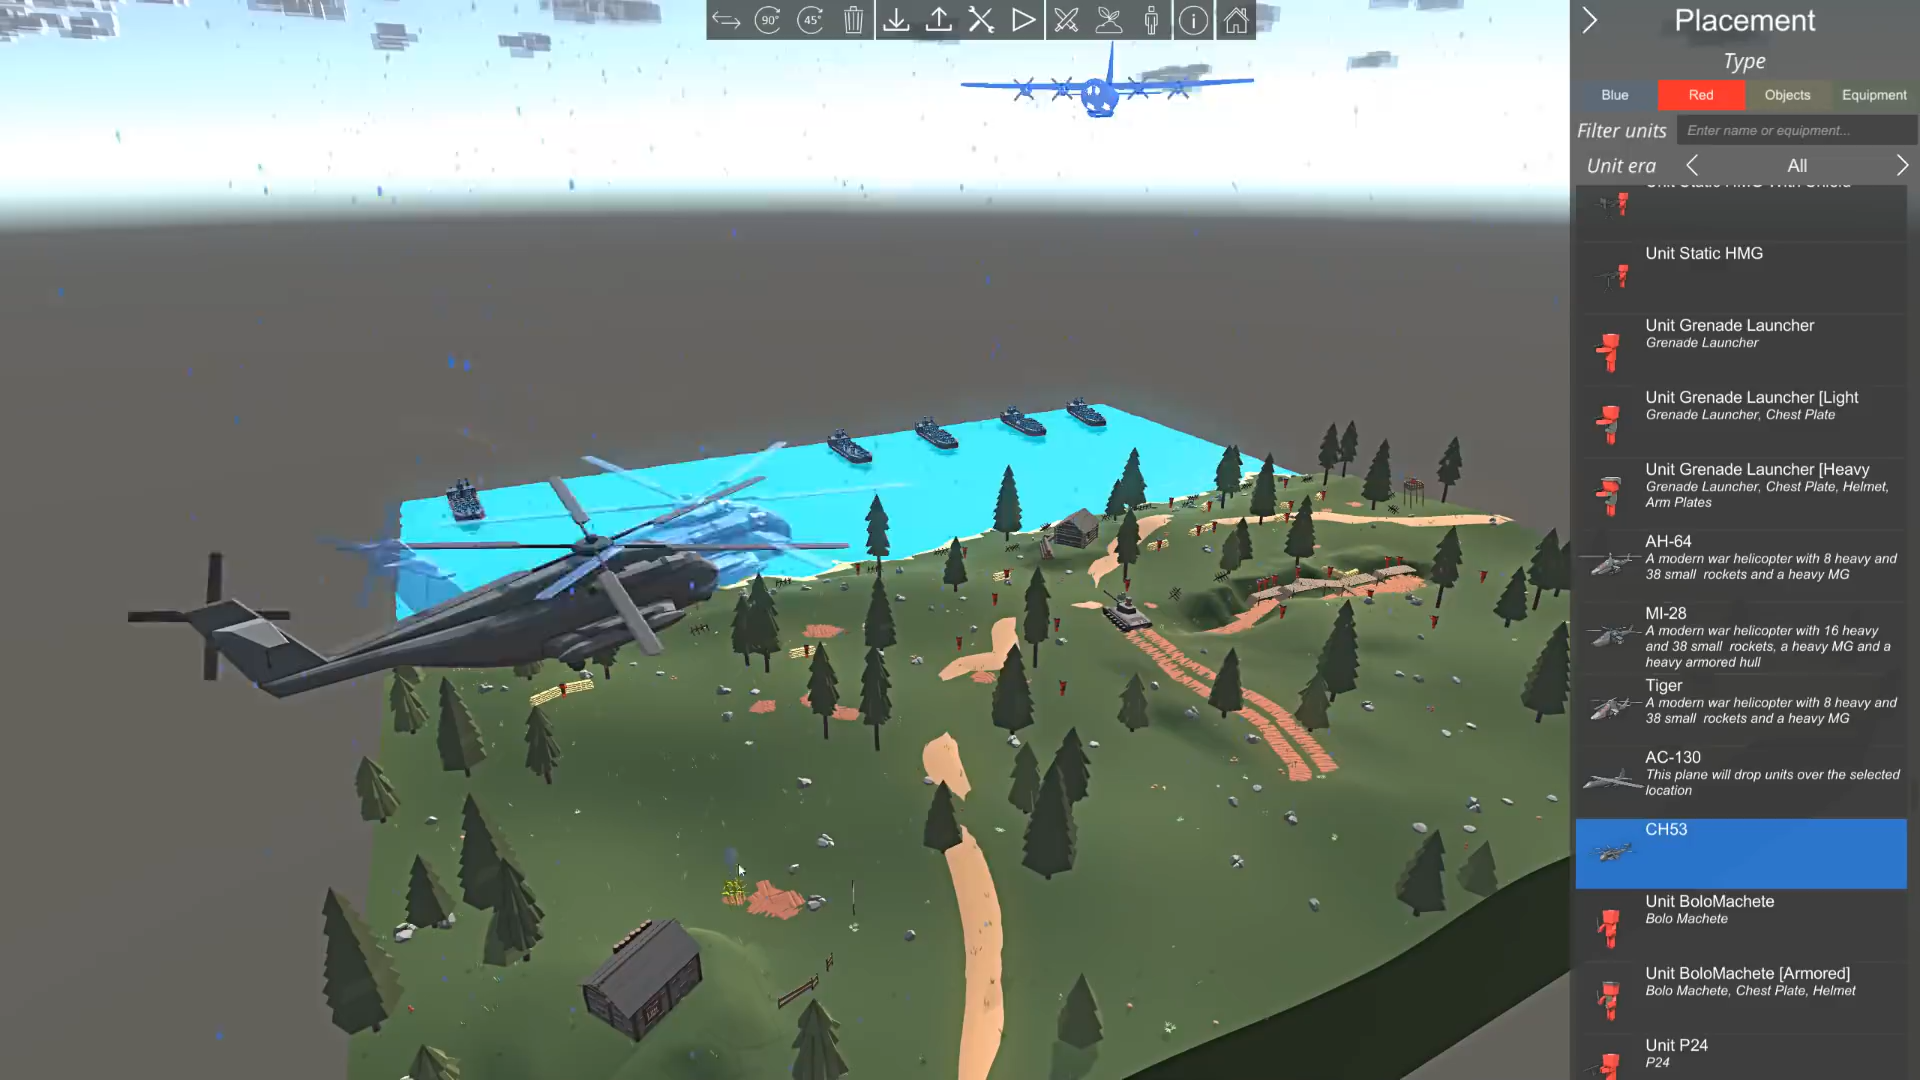 90°
45°
Placement
Type
Blue
Red
Objects
Equipment
Filter units
Enter name or equipment...
Unit era
All
Unit Static HMG With Shield
Unit Static HMG
Unit Grenade Launcher
Grenade Launcher
Unit Grenade Launcher [Light
Grenade Launcher, Chest Plate
Unit Grenade Launcher [Heavy
Grenade Launcher, Chest Plate, Helmet,
Arm Plates
AH-64
A modern war helicopter with 8 heavy and
38 small rockets and a heavy MG
MI-28
A modern war helicopter with 16 heavy
and 38 small rockets, a heavy MG and a
heavy armored hull
Tiger
A modern war helicopter with 8 heavy and
38 small rockets and a heavy MG
AC-130
This plane will drop units over the selected
location
CH53
Unit BoloMachete
Bolo Machete
Unit BoloMachete [Armored]
Bolo Machete, Chest Plate, Helmet
Unit P24
P24